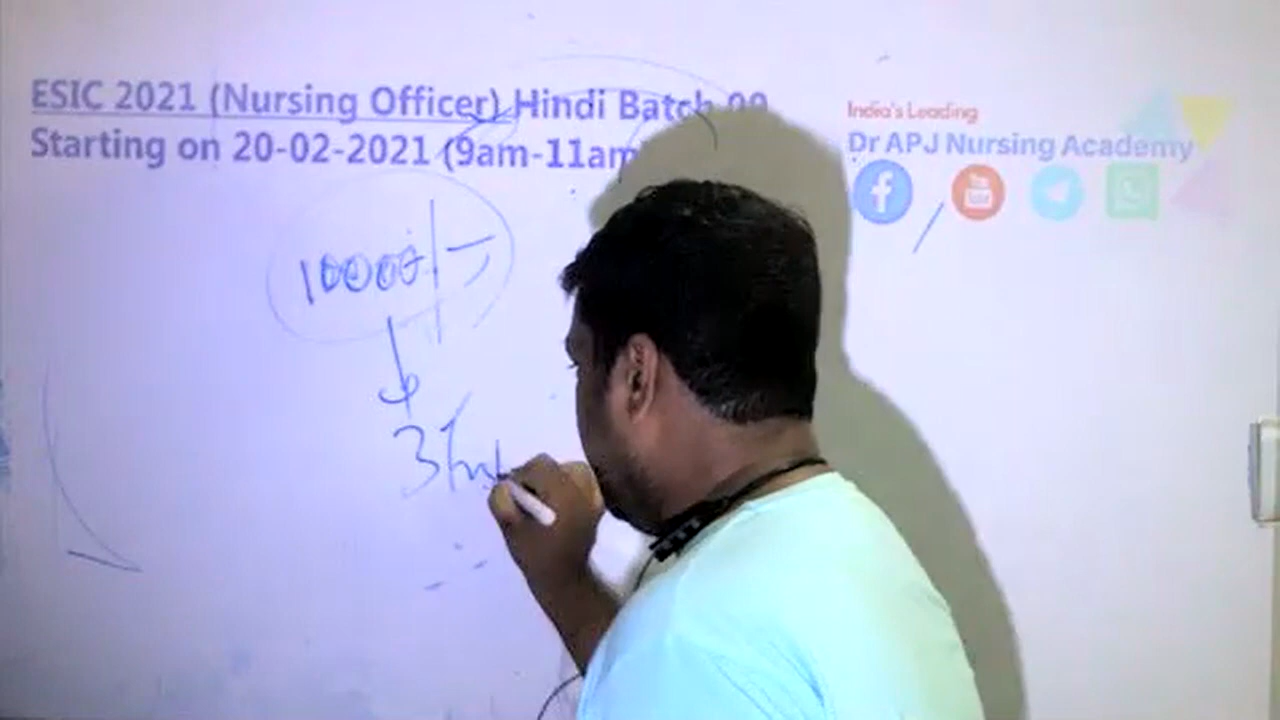 ESIC 2021 (Nursing Officer) Hindi Batch 09
Starting on 20-02-2021 (9am-11am
India's Leading
Dr APJ Nursing Academy
10000/-
3